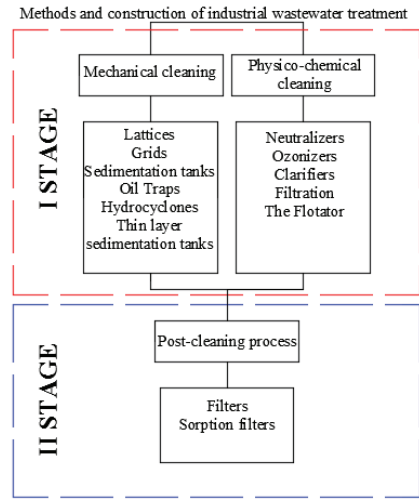 Methods and construction of industrial wastewater treatment
I STAGE
Mechanical cleaning
Physico-chemical
cleaning
Lattices
Grids
Sedimentation tanks
Oil Traps
Hydrocyclones
Thin layer
sedimentation tanks
Neutralizers
Ozonizers
Clarifiers
Filtration
The Flotator
II STAGE
Post-cleaning process
Filters
Sorption filters